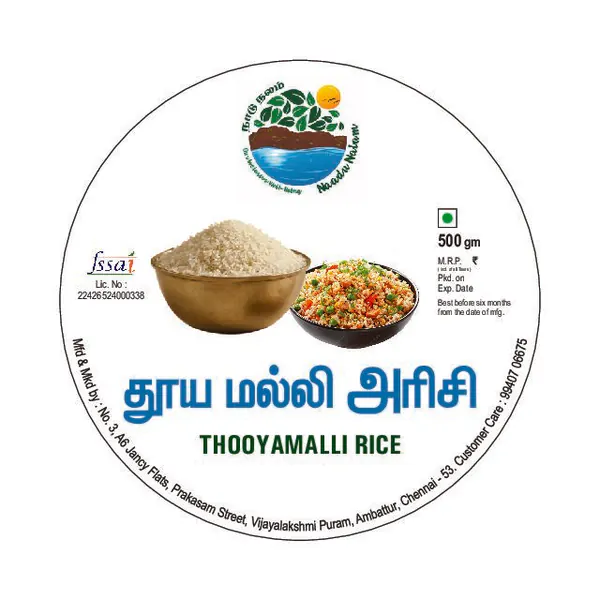 நாடு நலம்
Naadu Nalam
fssai
Lic. No :
22426524000338
500 gm
M.R.P. ₹
Pkd. on
Exp. Date
Best before six months
from the date of mfg.
தூய மல்லி அரிசி
THOOYAMALLI RICE
Mfd & Mkd by : No. 3, A6 Jancy Flats, Prakasam Street, Vijayalakshmi Puram, Ambattur, Chennai - 53. Customer Care : 99407 06675